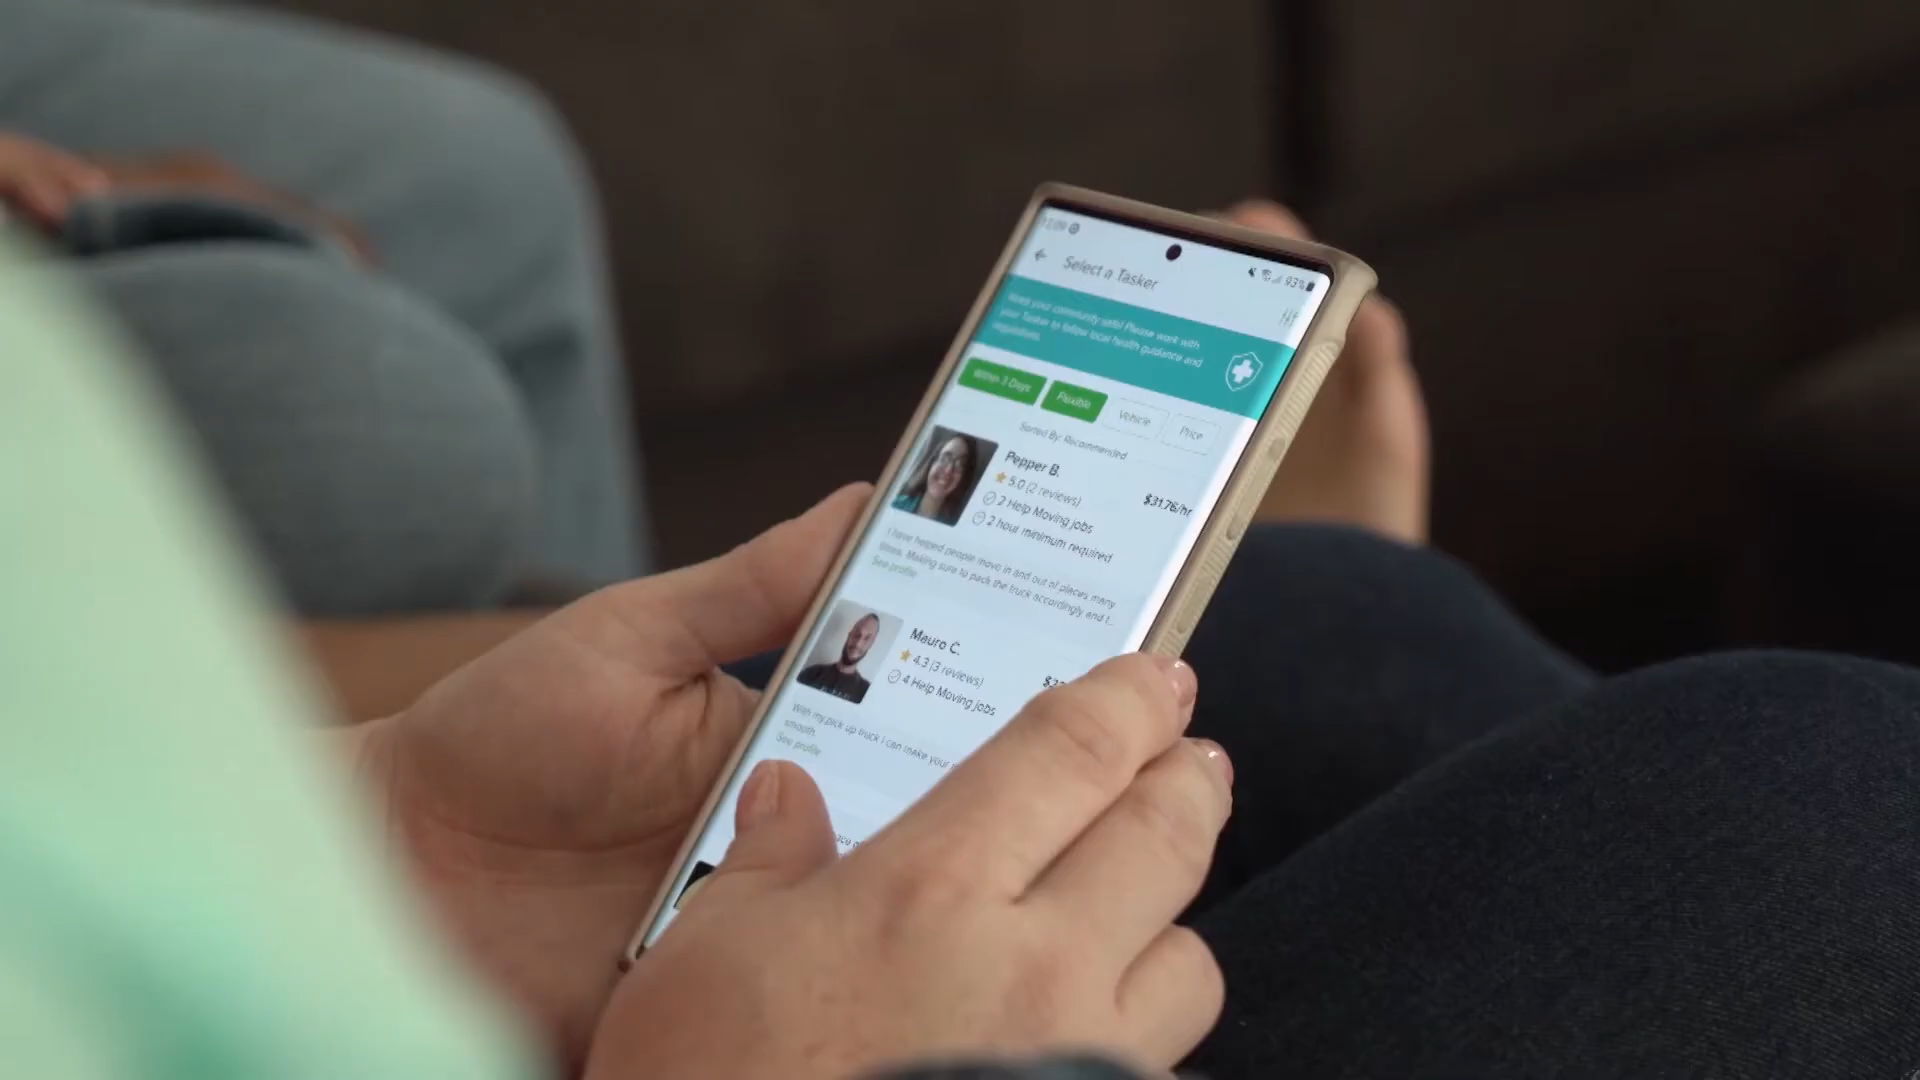 93%
Select a Tasker
Need your community safe! Please work with
your Tasker to follow local health guidance and
regulations.
Within 3 Days
Flexible
Vehicle
Price
Sorted By: Recommended
Pepper B.
5.0 (2 reviews)
$31.76/hr
2 Help Moving jobs
2 hour minimum required
I have helped people move in and out of places many
times. Making sure to pack the truck accordingly and t...
See profile
Mauro C.
4.3 (3 reviews)
4 Help Moving jobs
With my pick up truck I can make your
smooth.
See profile